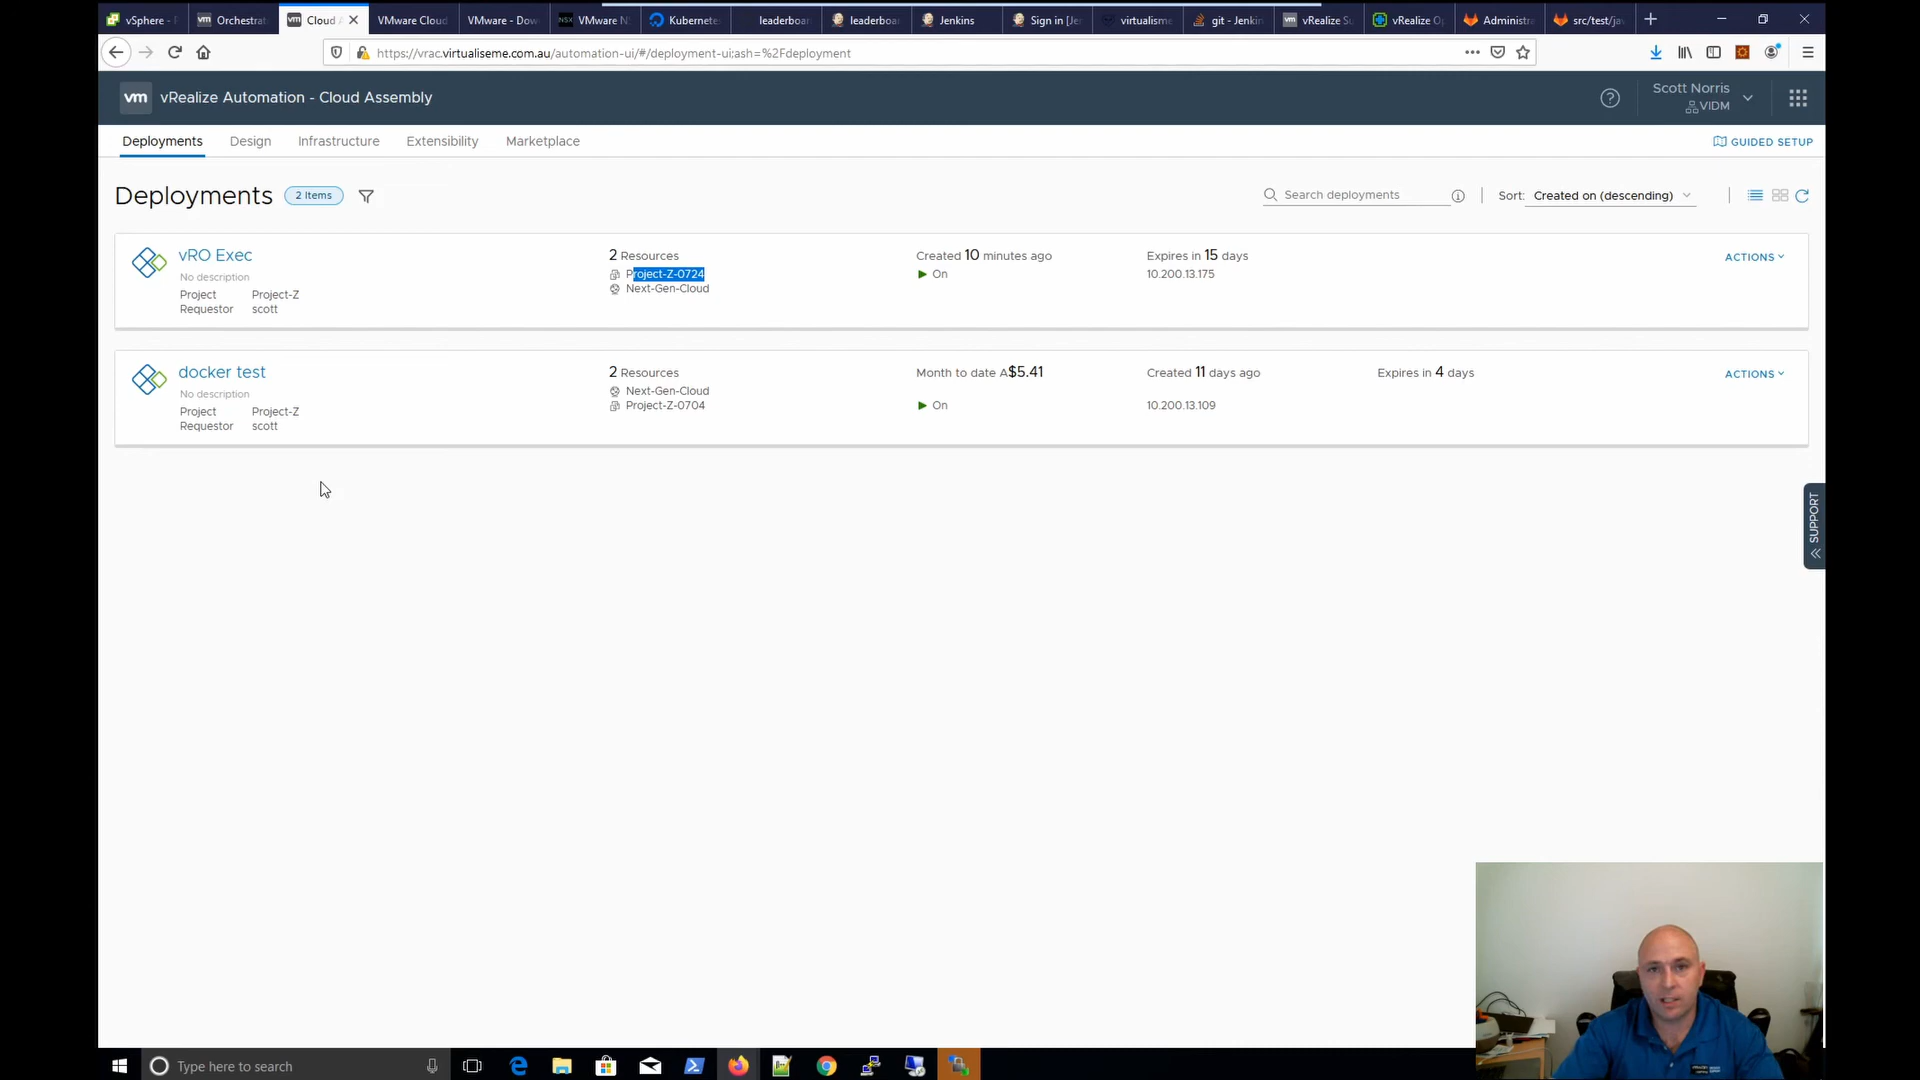 vSphere -
Orchestrat
Cloud A
VMware Cloud
VMware - Dow
VMware N
Kubernete
leaderboar
leaderboa
Jenkins
Sign in [Je
virtualisme
git - Jenkin
vRealize Su
vRealize Op
Administra
src/test/ja
https://vrac.virtualiseme.com.au/automation-ui/#/deployment-ui;ash=%2Fdeployment
vm vRealize Automation - Cloud Assembly
Scott Norris
VIDM
Deployments Design Infrastructure Extensibility Marketplace
GUIDED SETUP
Deployments 2 Items
Search deployments
Sort: Created on (descending)
vRO Exec
No description
Project Project-Z
Requestor scott
2 Resources
Project-Z-0724
Next-Gen-Cloud
Created 10 minutes ago
On
Expires in 15 days
10.200.13.175
ACTIONS
docker test
No description
Project Project-Z
Requestor scott
2 Resources
Next-Gen-Cloud
Project-Z-0704
Month to date A$5.41
On
Created 11 days ago
10.200.13.109
Expires in 4 days
ACTIONS
SUPPORT
Type here to search